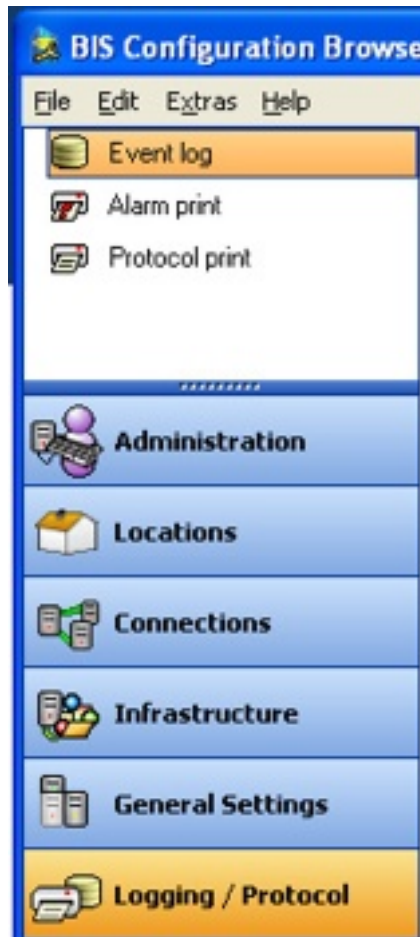 BIS Configuration Browse
File Edit Extras Help
Event log
Alarm print
Protocol print
Administration
Locations
Connections
Infrastructure
General Settings
Logging / Protocol